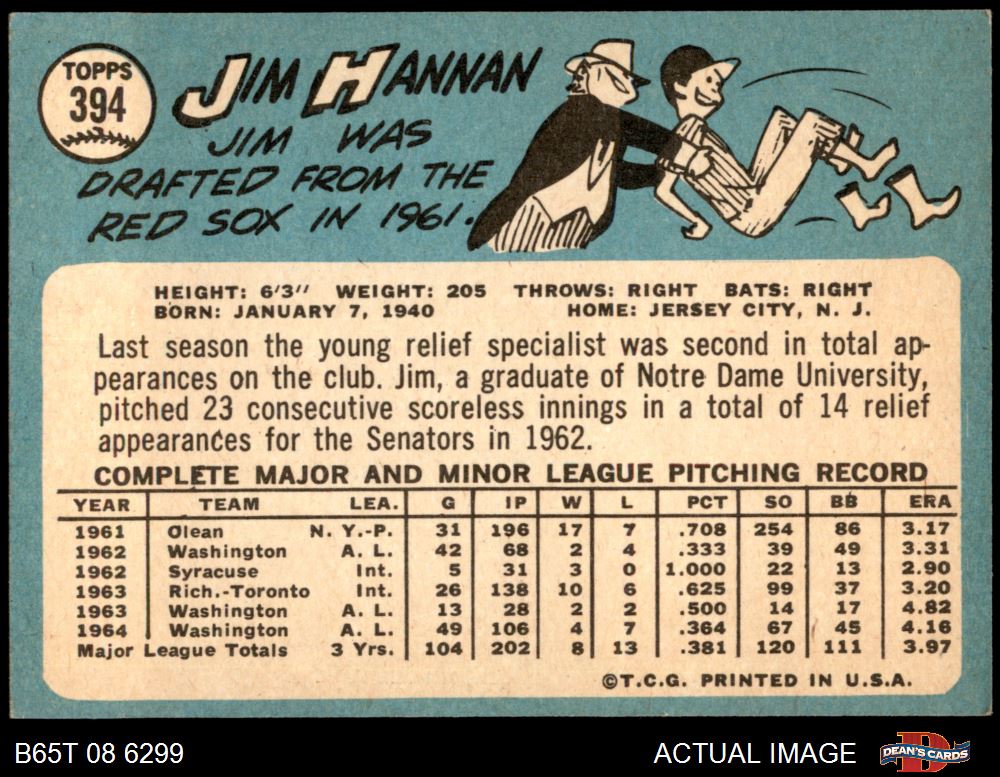 TOPPS
394
JIM HANNAN
JIM WAS
DRAFTED FROM THE
RED SOX IN 1961.
HEIGHT: 6'3" WEIGHT: 205 THROWS: RIGHT BATS: RIGHT
BORN: JANUARY 7, 1940 HOME: JERSEY CITY, N. J.
Last season the young relief specialist was second in total ap-
pearances on the club. Jim, a graduate of Notre Dame University,
pitched 23 consecutive scoreless innings in a total of 14 relief
appearances for the Senators in 1962.
COMPLETE MAJOR AND MINOR LEAGUE PITCHING RECORD
YEAR TEAM LEA. G IP W L PCT SO BB ERA
1961 Olean N. Y.-P. 31 196 17 7 .708 254 86 3.17
1962 Washington A. L. 42 68 2 4 .333 39 49 3.31
1962 Syracuse Int. 5 31 3 0 1.000 22 13 2.90
1963 Rich.-Toronto Int. 26 138 10 6 .625 99 37 3.20
1963 Washington A. L. 13 28 2 2 .500 14 17 4.82
1964 Washington A. L. 49 106 4 7 .364 67 45 4.16
Major League Totals 3 Yrs. 104 202 8 13 .381 120 111 3.97
©T.C.G. PRINTED IN U.S.A.
B65T 08 6299 ACTUAL IMAGE DEAN'S CARDS